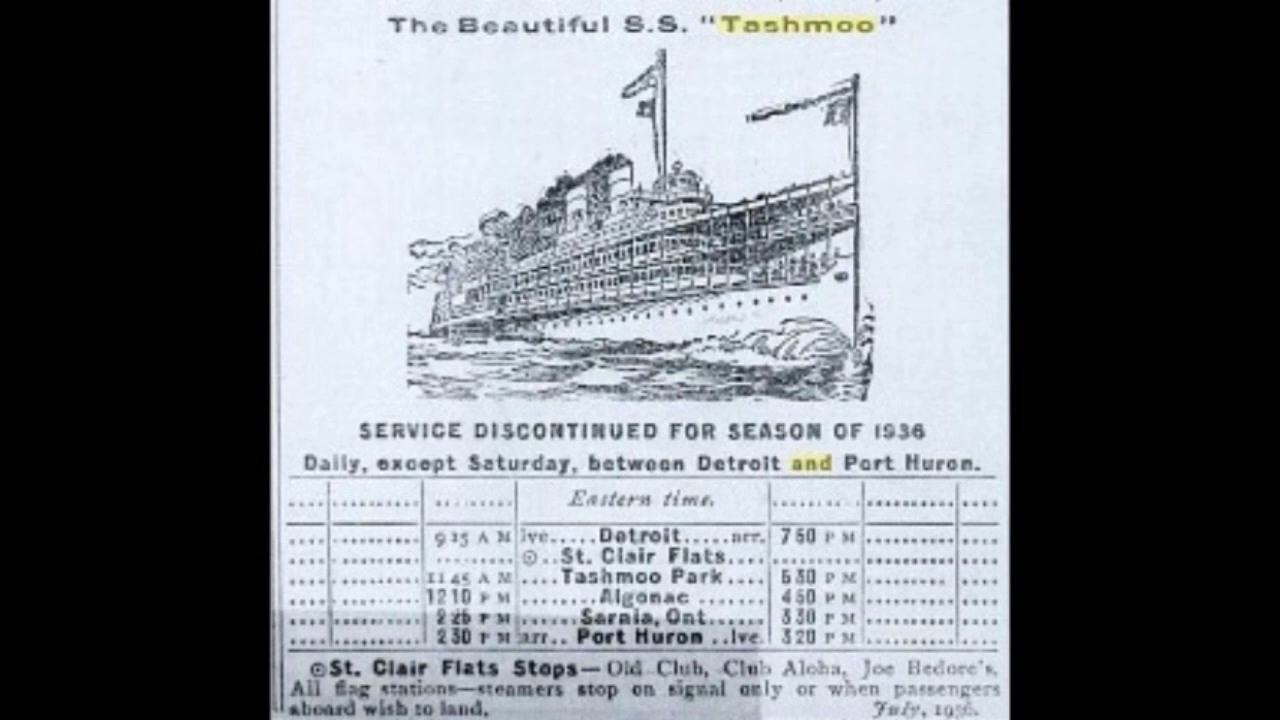 The Beautiful S.S. "Tashmoo"
SERVICE DISCONTINUED FOR SEASON OF 1936
Daily, except Saturday, between Detroit and Port Huron.
Eastern time.
9 15 A M lve.....Detroit.....arr. 7 50 P M
⊙..St. Clair Flats....
11 45 A M ....Tashmoo Park.... 5 30 P M
12 10 P M .......Algonac....... 4 50 P M
2 25 P M ......Sarnia, Ont...... 3 30 P M
2 30 P M arr.. Port Huron ..lve. 3 20 P M
⊙St. Clair Flats Stops—Old Club, Club Aloha, Joe Bedore's.
All flag stations—steamers stop on signal only or when passengers
aboard wish to land.
July, 1936.